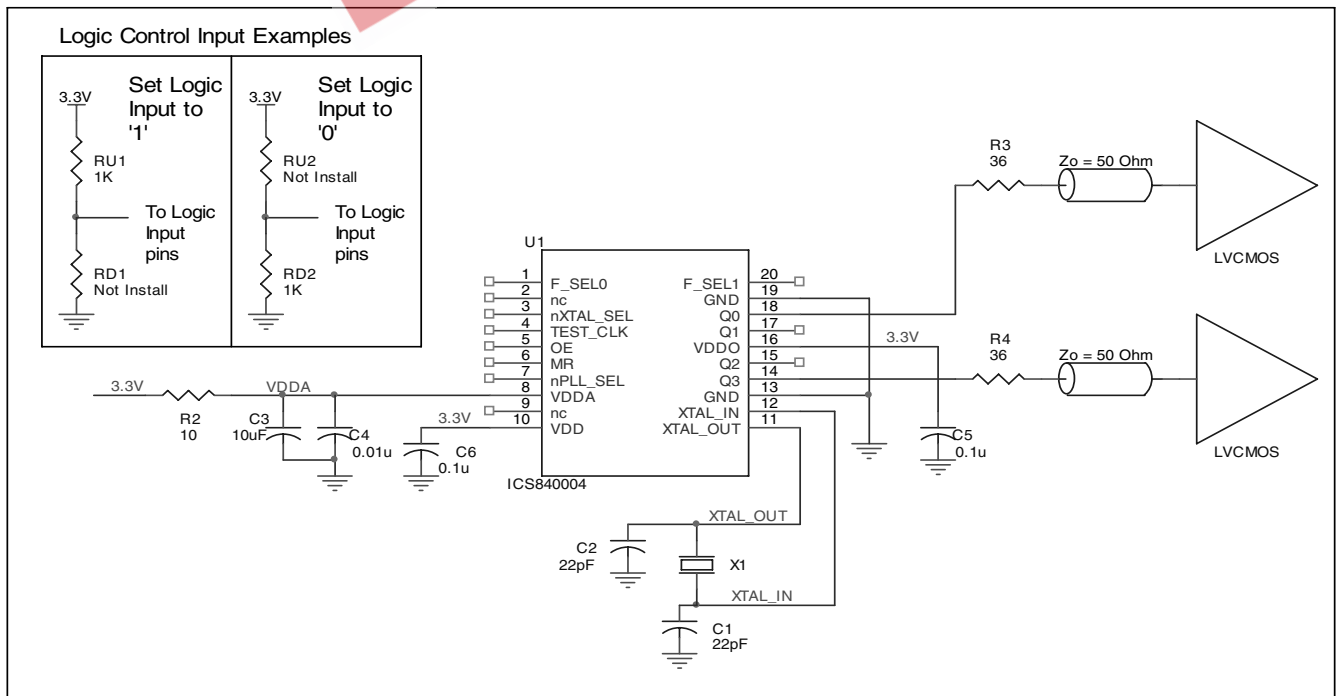 Logic Control Input Examples
Set Logic
Input to
'1'
3.3V
RU1
1K
To Logic
Input
pins
RD1
Not Install
Set Logic
Input to
'0'
3.3V
RU2
Not Install
To Logic
Input
pins
RD2
1K
U1
1 F_SEL0
2 nc
3 nXTAL_SEL
4 TEST_CLK
5 OE
6 MR
7 nPLL_SEL
8 VDDA
9 nc
10 VDD
F_SEL1 20
GND 19
Q0 18
Q1 17
VDDO 16
Q2 15
Q3 14
GND 13
XTAL_IN 12
XTAL_OUT 11
ICS840004
3.3V
R2
10
VDDA
C3
10uF
C4
0.01u
3.3V
C6
0.1u
3.3V
C5
0.1u
R3
36
Zo = 50 Ohm
LVCMOS
R4
36
Zo = 50 Ohm
LVCMOS
XTAL_OUT
C2
22pF
X1
XTAL_IN
C1
22pF